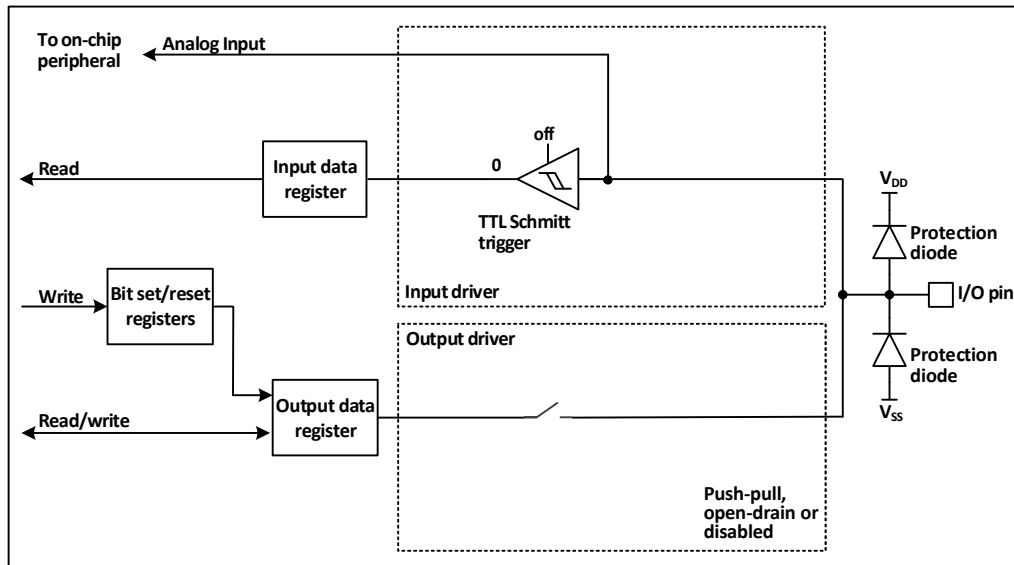 To on-chip
peripheral
Analog Input
off
Read
Input data
register
0
TTL Schmitt
trigger
VDD
Protection
diode
Write
Bit set/reset
registers
Input driver
I/O pin
Output driver
Protection
diode
Read/write
Output data
register
VSS
Push-pull,
open-drain or
disabled